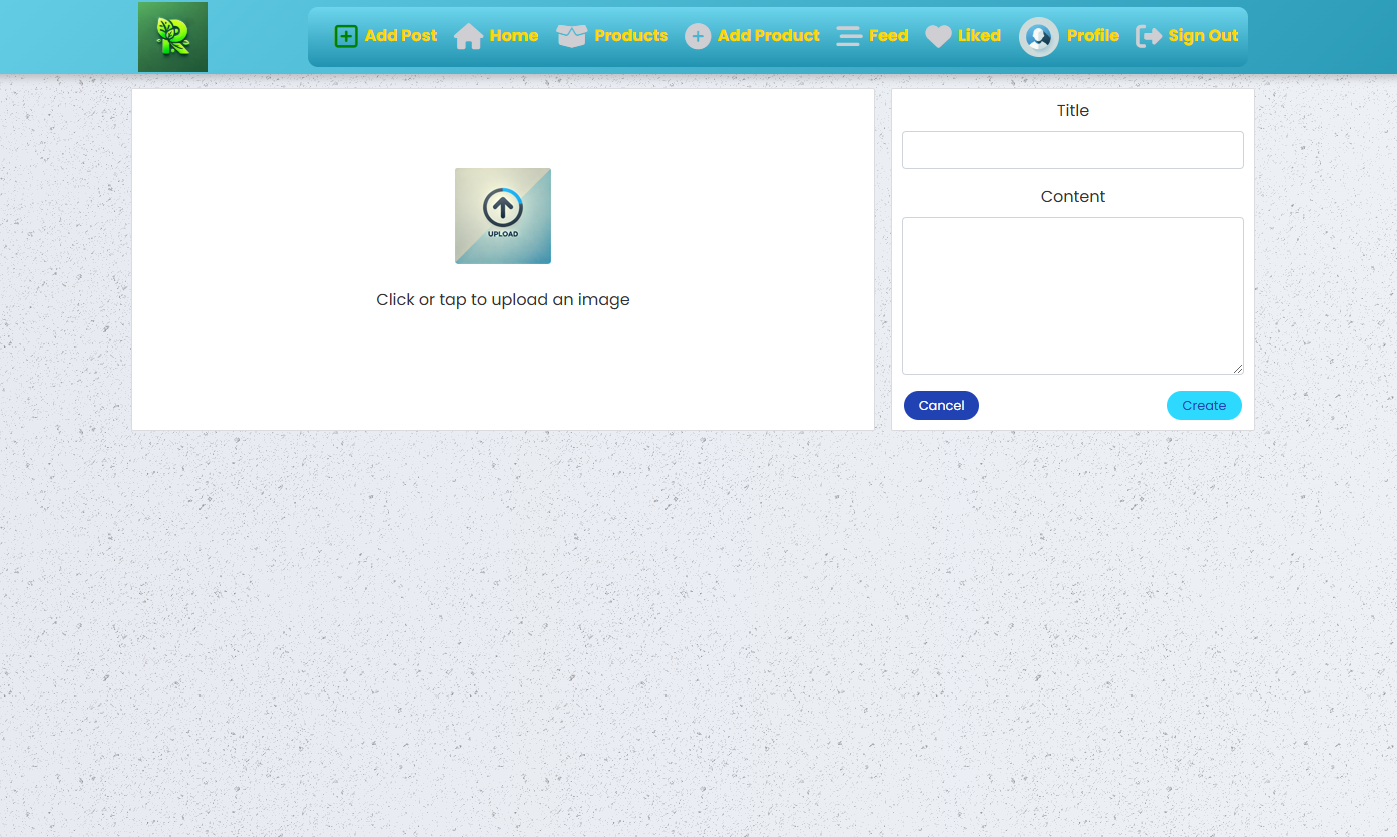 Add Post Home Products Add Product Feed Liked Profile Sign Out
Title
UPLOAD
Click or tap to upload an image
Content
Cancel Create